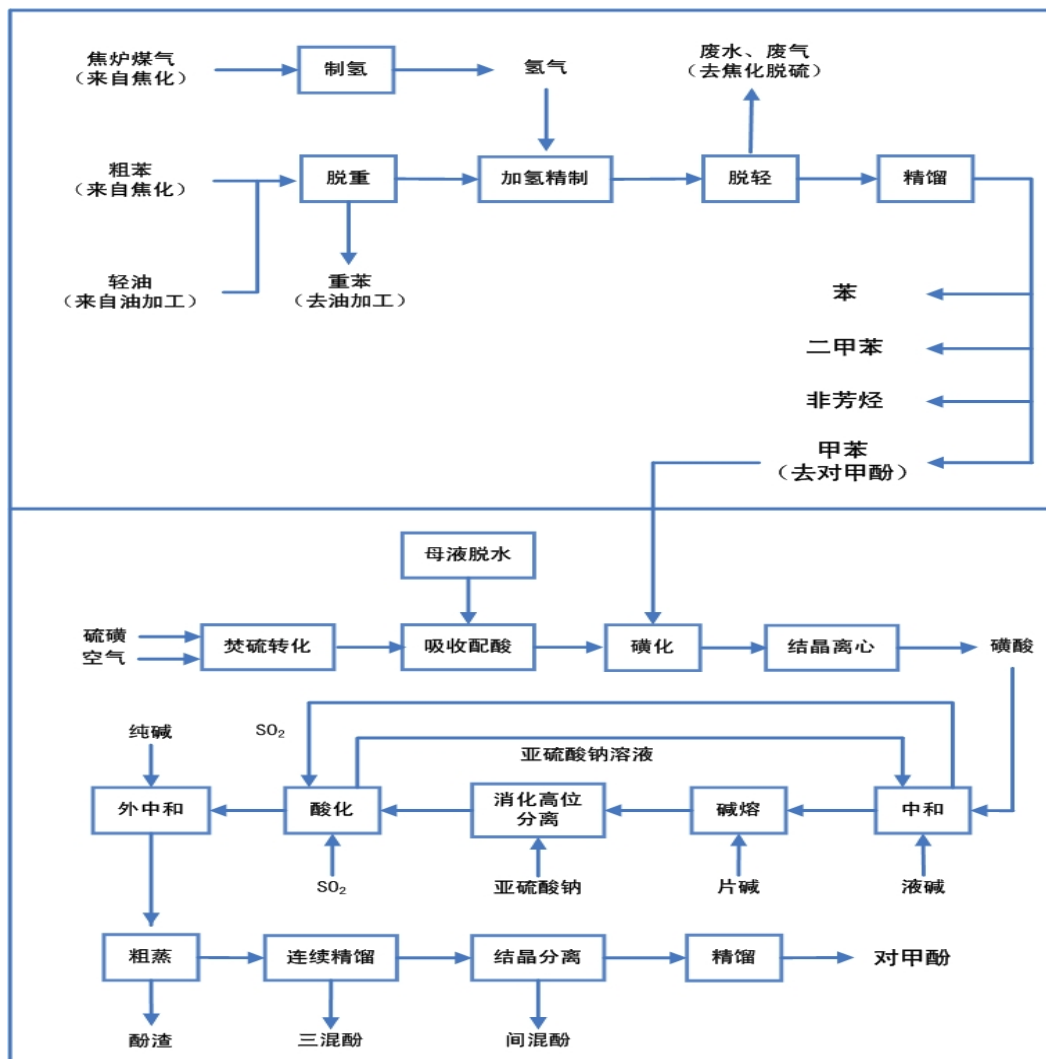 焦炉煤气
（来自焦化）
制氢
氢气
废水、废气
（去焦化脱硫）
粗苯
（来自焦化）
脱重
加氢精制
脱轻
精馏
轻油
（来自油加工）
重苯
（去油加工）
苯
二甲苯
非芳烃
甲苯
（去对甲酚）
母液脱水
硫磺
空气
焚硫转化
吸收配酸
磺化
结晶离心
磺酸
纯碱
SO₂
亚硫酸钠溶液
外中和
酸化
消化高位
分离
碱熔
中和
SO₂
亚硫酸钠
片碱
液碱
粗蒸
连续精馏
结晶分离
精馏
对甲酚
酚渣
三混酚
间混酚